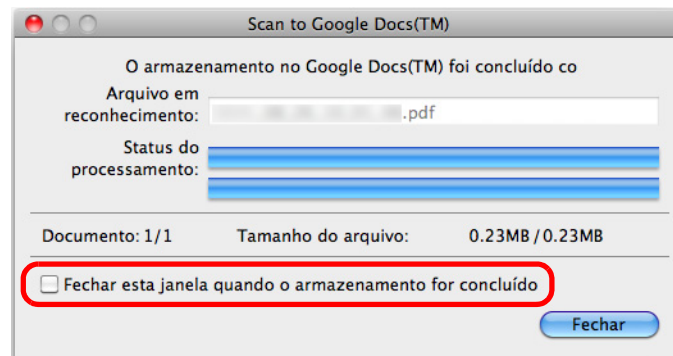 Scan to Google Docs(TM)
O armazenamento no Google Docs(TM) foi concluído co
Arquivo em
reconhecimento:
.pdf
Status do
processamento:
Documento: 1/1 Tamanho do arquivo: 0.23MB / 0.23MB
Fechar esta janela quando o armazenamento for concluído
Fechar